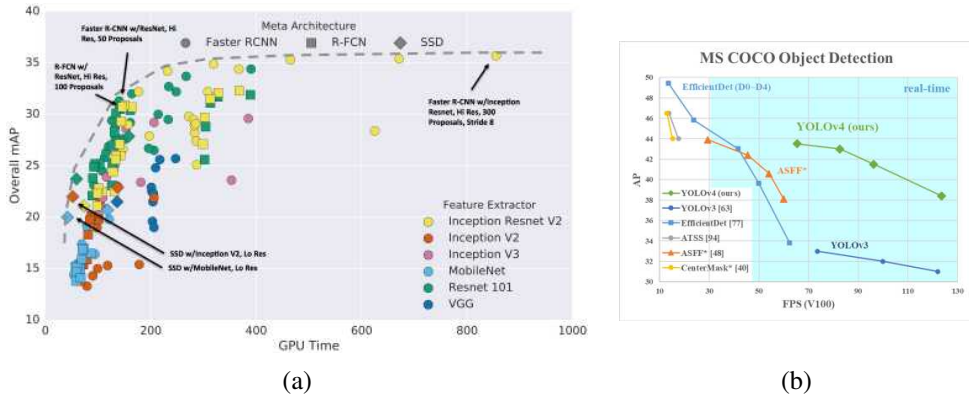 Faster R-CNN w/ResNet, Hi
Res, 50 Proposals
Meta Architecture
Faster RCNN
R-FCN
SSD
R-FCN w/
ResNet, Hi Res,
100 Proposals
Faster R-CNN w/Inception
Resnet, Hi Res, 300
Proposals, Stride 8
SSD w/Inception V2, Lo Res
SSD w/MobileNet, Lo Res
Feature Extractor
Inception Resnet V2
Inception V2
Inception V3
MobileNet
Resnet 101
VGG
Overall mAP
40
35
30
25
20
15
10
0
200
400
600
800
1000
GPU Time
(a)
MS COCO Object Detection
EfficientDet (D0~D4)
real-time
YOLOv4 (ours)
ASFF*
YOLOv3
YOLOv4 (ours)
YOLOv3 [63]
EfficientDet [77]
ATSS [94]
ASFF* [48]
CenterMask* [40]
AP
50
48
46
44
42
40
38
36
34
32
30
10
30
50
70
90
110
130
FPS (V100)
(b)